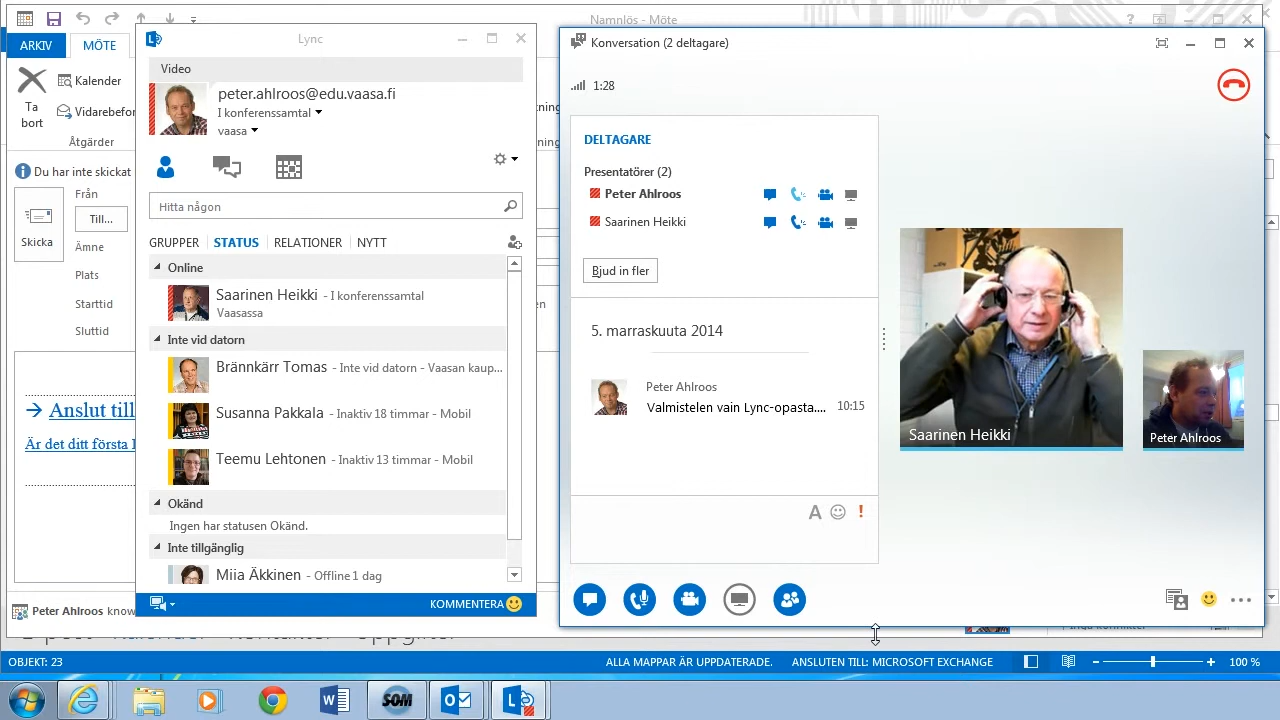 Namnlös - Möte
ARKIV
MÖTE
Ta bort
Kalender
Vidarebefor
Åtgärder
Du har inte skickat
Skicka
Från
Till...
Ämne
Plats
Starttid
Sluttid
Anslut till
Är det ditt första
Peter Ahlroos
Lync
Video
peter.ahlroos@edu.vaasa.fi
I konferenssamtal
vaasa
Hitta någon
GRUPPER STATUS RELATIONER NYTT
Online
Saarinen Heikki - I konferenssamtal
Vaasassa
Inte vid datorn
Brännkärr Tomas - Inte vid datorn - Vaasan kaup...
Susanna Pakkala - Inaktiv 18 timmar - Mobil
Teemu Lehtonen - Inaktiv 13 timmar - Mobil
Okänd
Ingen har statusen Okänd.
Inte tillgänglig
Miia Äkkinen - Offline 1 dag
KOMMENTERA
Konversation (2 deltagare)
1:28
DELTAGARE
Presentatörer (2)
Peter Ahlroos
Saarinen Heikki
Bjud in fler
5. marraskuuta 2014
Peter Ahlroos
Valmistelen vain Lync-opasta.... 10:15
A ☺ !
Saarinen Heikki
Peter Ahlroos
OBJEKT: 23
ALLA MAPPAR ÄR UPPDATERADE.
ANSLUTEN TILL: MICROSOFT EXCHANGE
100 %
SOM